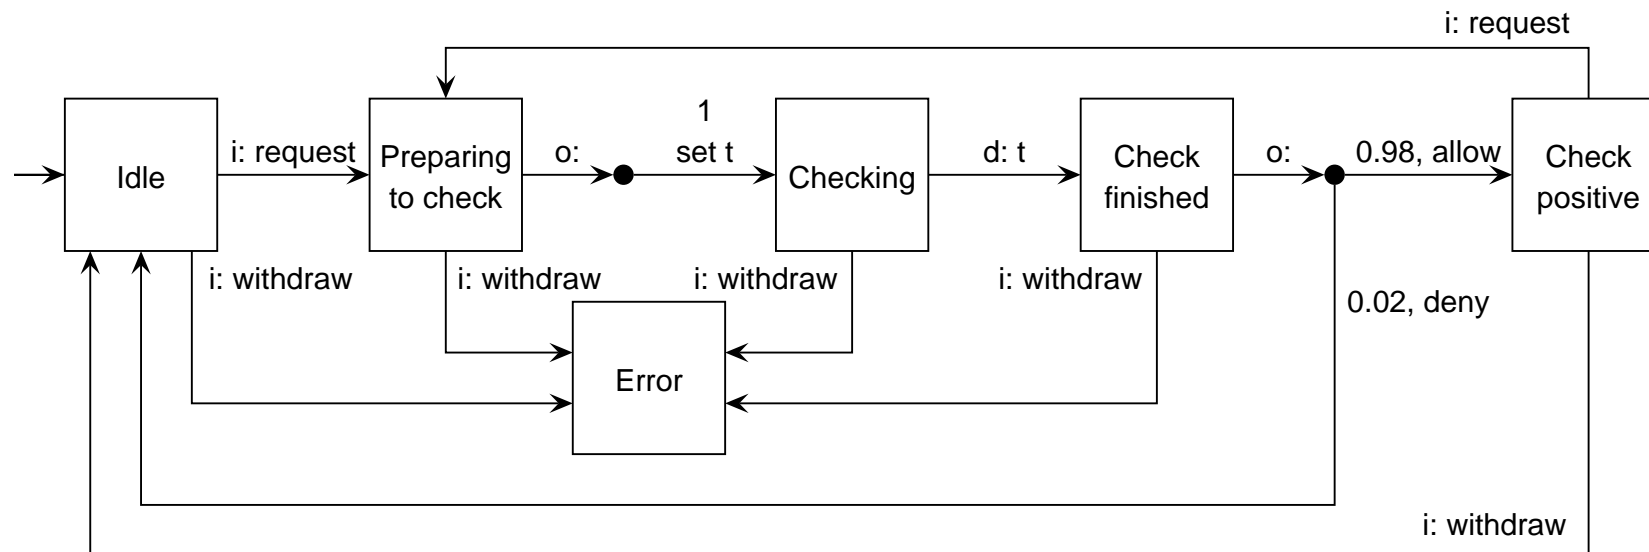 i: request
1
Idle
i: request
Preparing
to check
o:
set t
Checking
d: t
Check
finished
o:
0.98, allow
Check
positive
i: withdraw
i: withdraw
i: withdraw
i: withdraw
0.02, deny
Error
i: withdraw